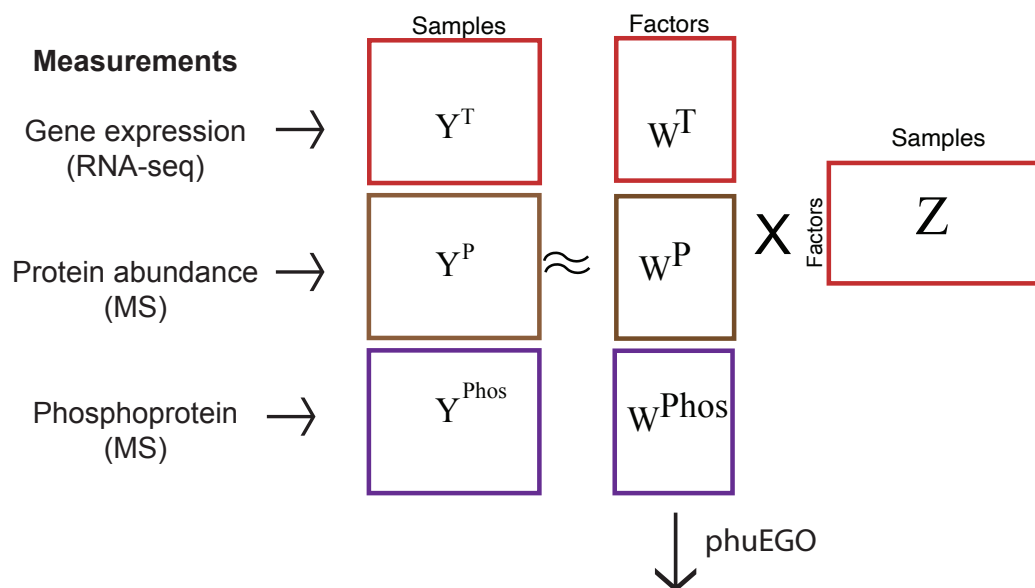 Samples
Factors
Measurements
Gene expression
(RNA-seq)
Y^T
W^T
Samples
Factors
Z
X
Protein abundance
(MS)
Y^P
≈
W^P
Phosphoprotein
(MS)
Y^Phos
W^Phos
phuEGO